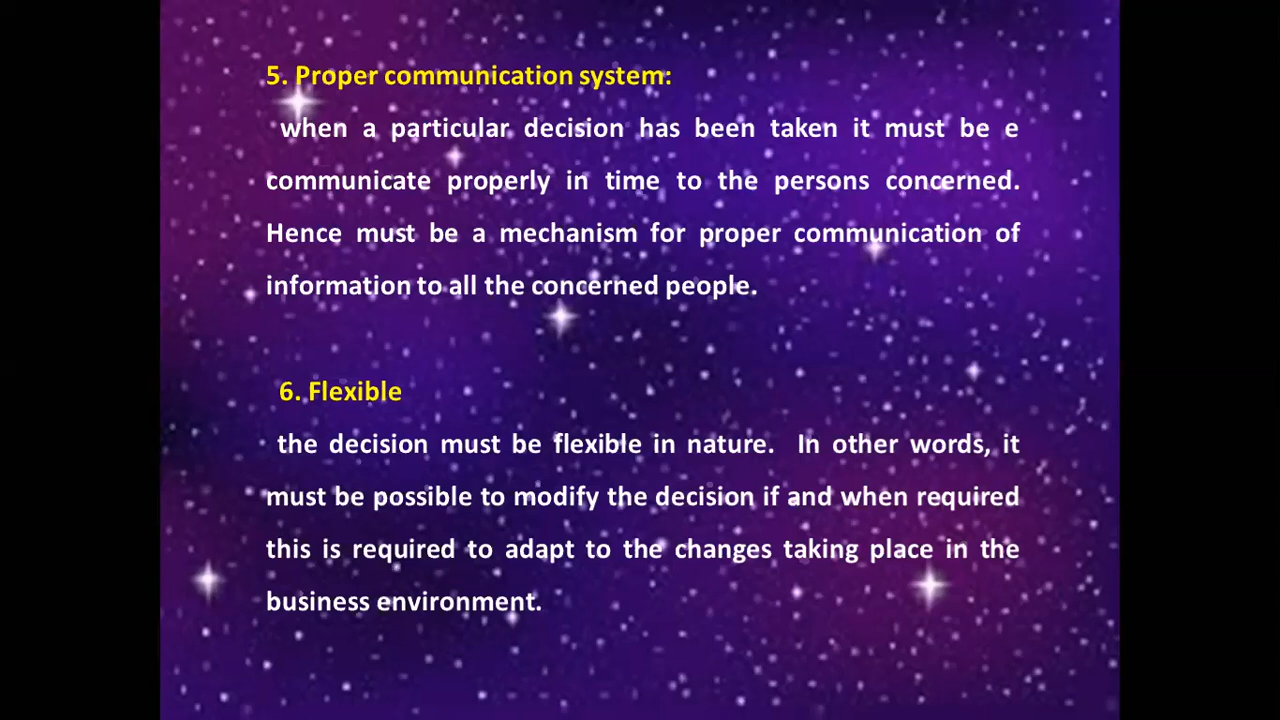 5. Proper communication system:
when a particular decision has been taken it must be e
communicate properly in time to the persons concerned.
Hence must be a mechanism for proper communication of
information to all the concerned people.
6. Flexible
the decision must be flexible in nature. In other words, it
must be possible to modify the decision if and when required
this is required to adapt to the changes taking place in the
business environment.